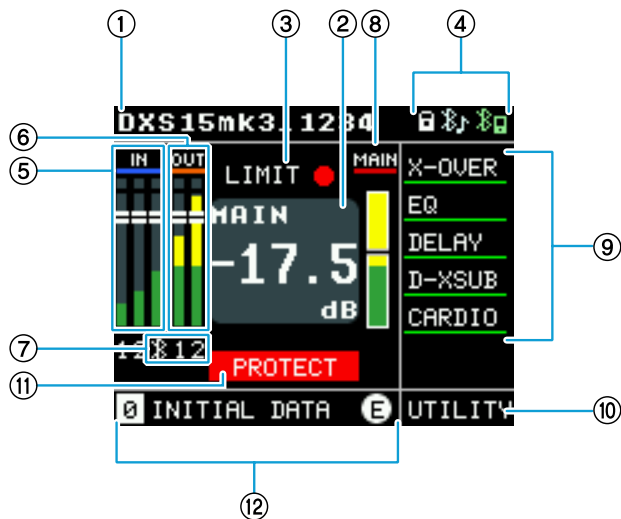 ① ③ ② ⑧ ④
DXS15mk3_1234
⑥
⑤
IN OUT LIMIT MAIN X-OVER
MAIN EQ
-17.5 DELAY
dB D-XSUB
CARDIO
⑨
⑦
12 12
PROTECT
⑪
0 INITIAL DATA E UTILITY
⑩
⑫